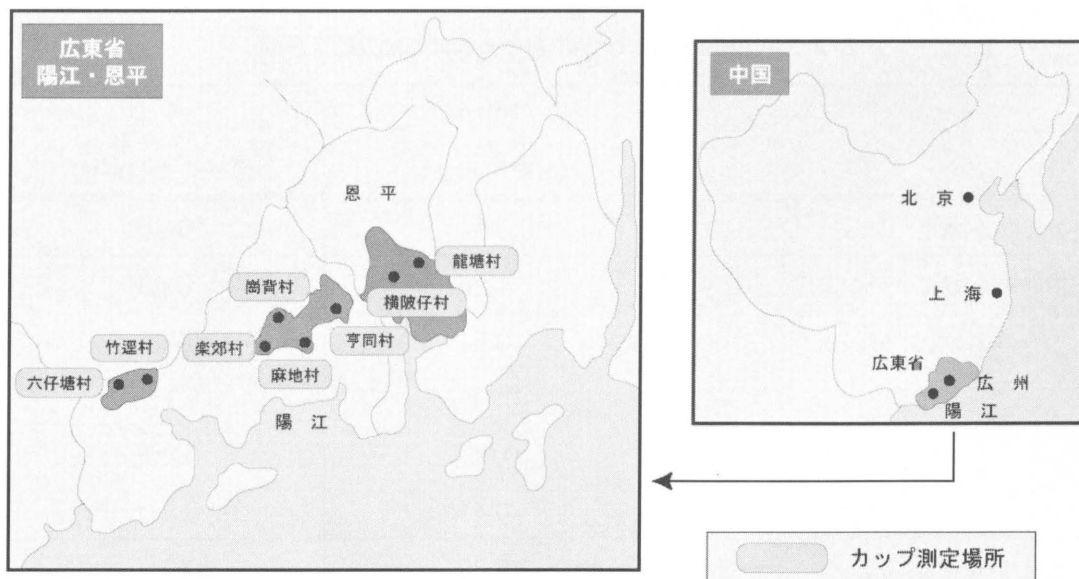 広東省
陽江・恩平
恩 平
龍塘村
横陂仔村
崗背村
亨同村
竹逕村
楽郊村
麻地村
六仔塘村
陽 江
中国
北 京
上 海
広東省
広 州
陽 江
カップ測定場所